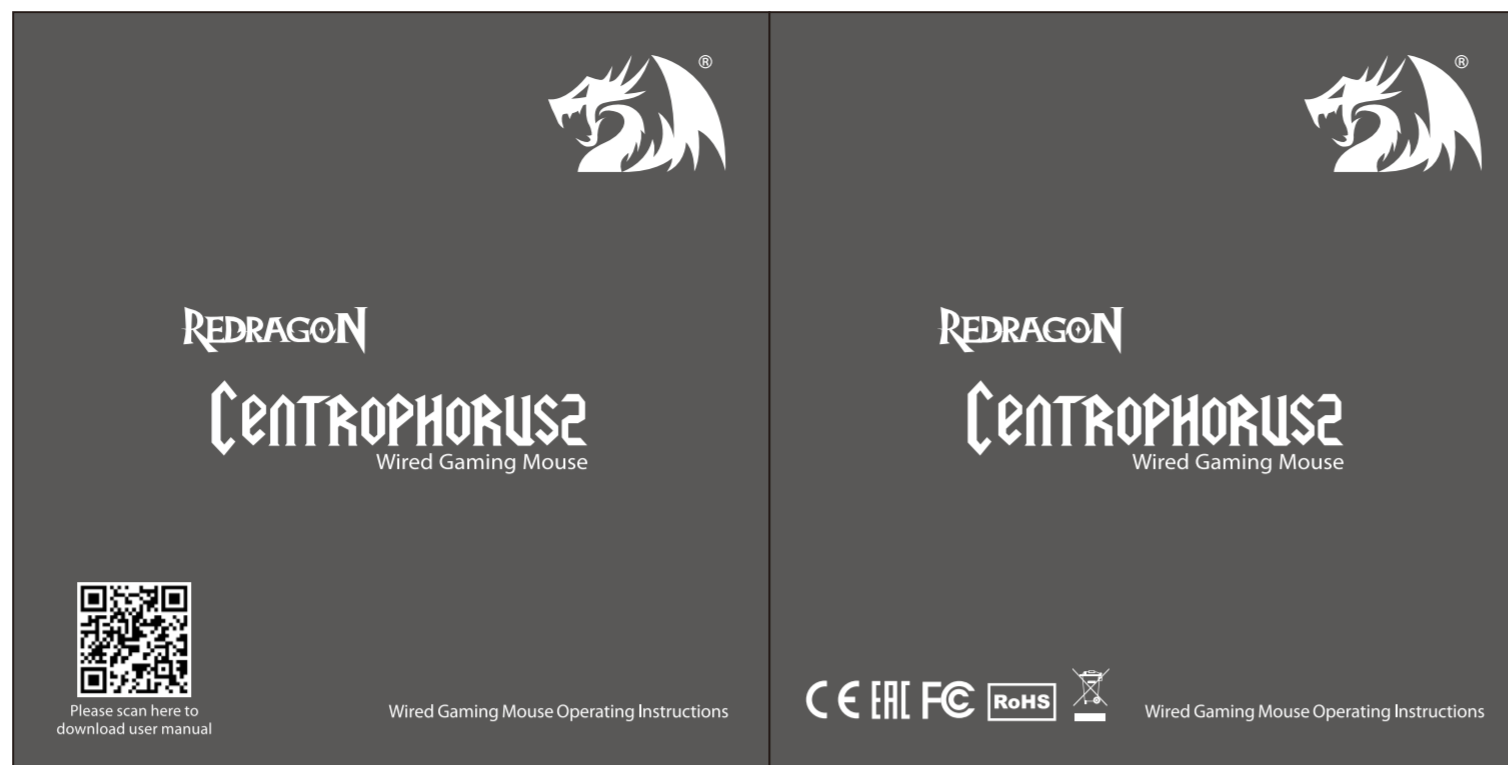 ®
REDRAGON
CENTROPHORUS2
Wired Gaming Mouse
Please scan here to
download user manual
Wired Gaming Mouse Operating Instructions
®
REDRAGON
CENTROPHORUS2
Wired Gaming Mouse
CE EAC FC RoHS
Wired Gaming Mouse Operating Instructions